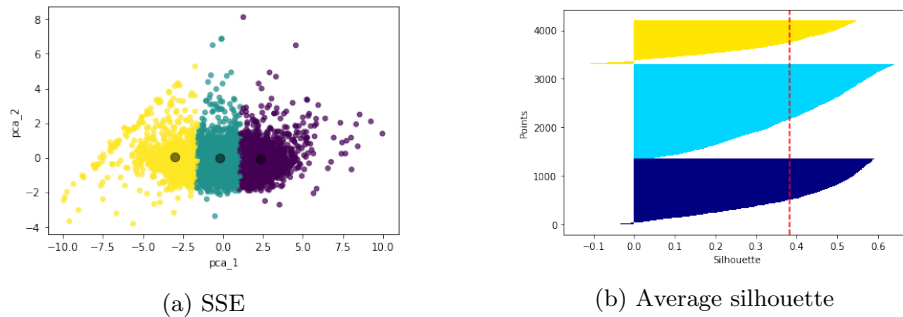 8
6
4
2
0
−2
−4
pca_2
−10.0 −7.5 −5.0 −2.5 0.0 2.5 5.0 7.5 10.0
pca_1
(a) SSE
4000
3000
2000
1000
0
Points
−0.1 0.0 0.1 0.2 0.3 0.4 0.5 0.6
Silhouette
(b) Average silhouette